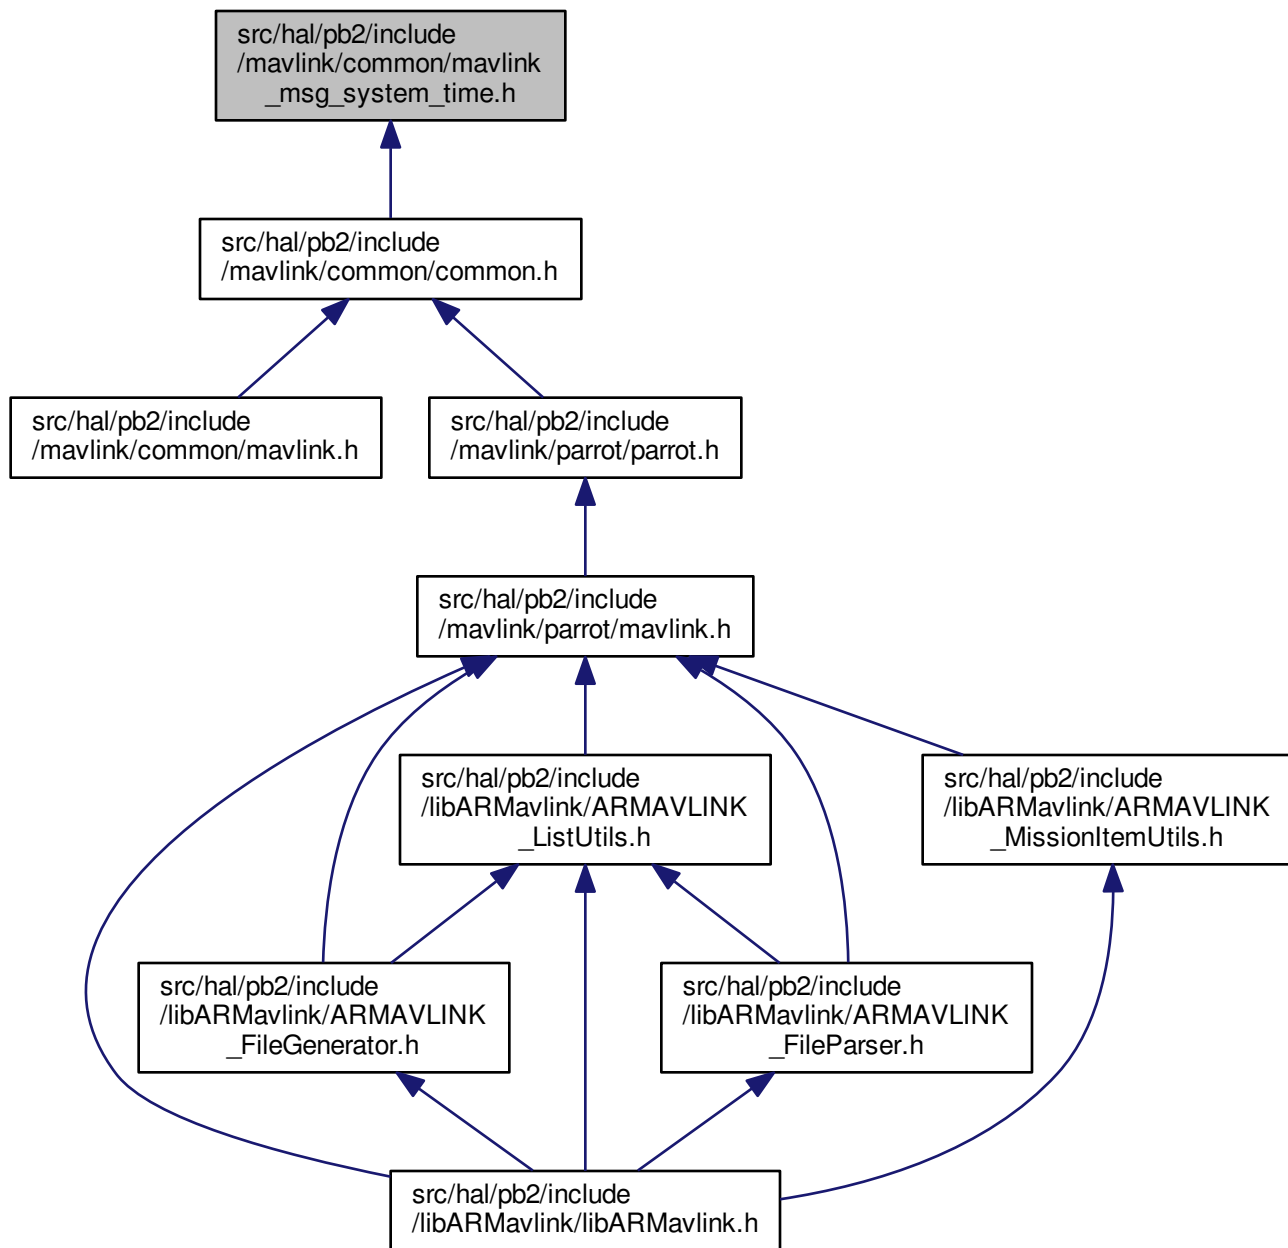 src/hal/pb2/include
/mavlink/common/mavlink
_msg_system_time.h
src/hal/pb2/include
/mavlink/common/common.h
src/hal/pb2/include
/mavlink/common/mavlink.h
src/hal/pb2/include
/mavlink/parrot/parrot.h
src/hal/pb2/include
/mavlink/parrot/mavlink.h
src/hal/pb2/include
/libARMavlink/ARMAVLINK
_ListUtils.h
src/hal/pb2/include
/libARMavlink/ARMAVLINK
_MissionItemUtils.h
src/hal/pb2/include
/libARMavlink/ARMAVLINK
_FileGenerator.h
src/hal/pb2/include
/libARMavlink/ARMAVLINK
_FileParser.h
src/hal/pb2/include
/libARMavlink/libARMavlink.h